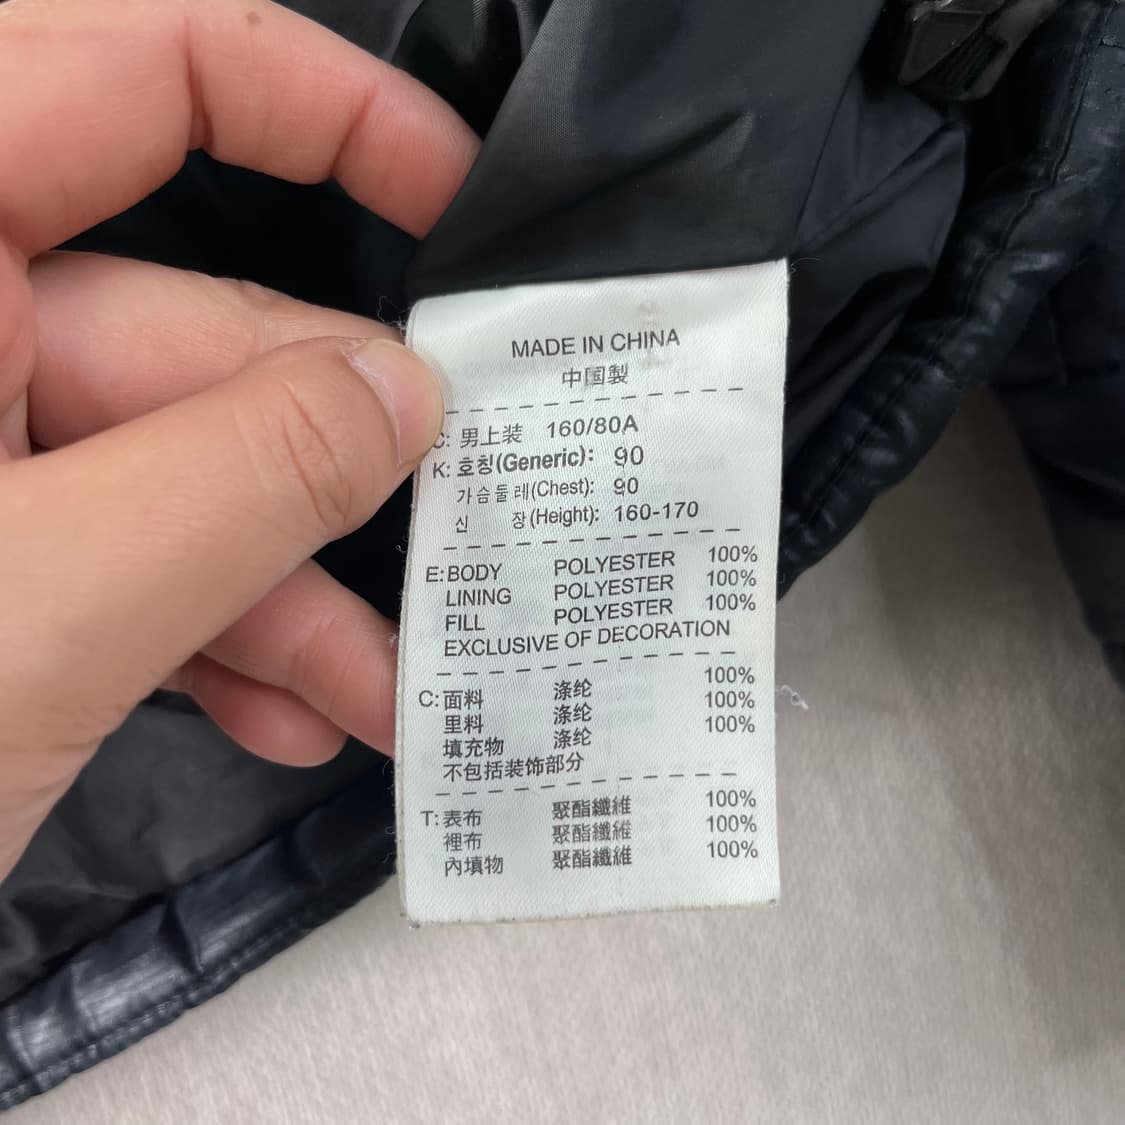 MADE IN CHINA
中国製
C: 男上装 160/80A
K: 호칭(Generic): 90
가슴둘레(Chest): 90
신 장(Height): 160-170
E: BODY POLYESTER 100%
LINING POLYESTER 100%
FILL POLYESTER 100%
EXCLUSIVE OF DECORATION
C: 面料 涤纶 100%
里料 涤纶 100%
填充物 涤纶 100%
不包括装饰部分
T: 表布 聚酯纖維 100%
裡布 聚酯纖維 100%
內填物 聚酯纖維 100%